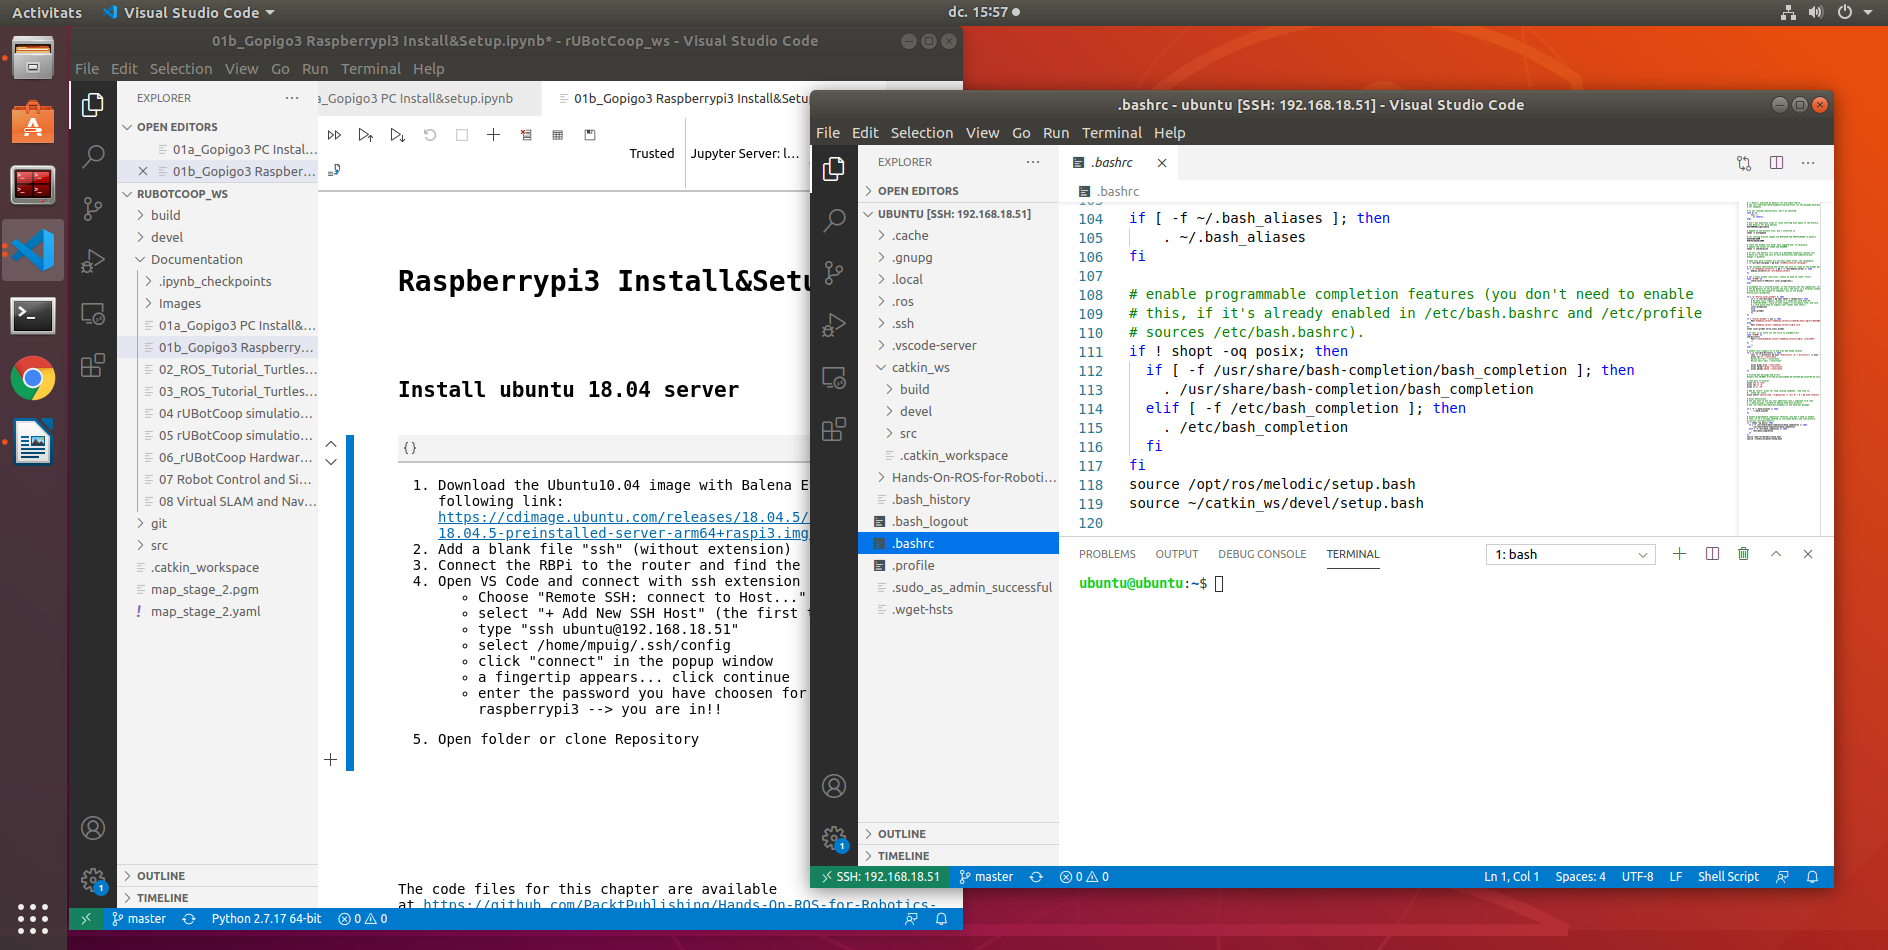 Activitats
Visual Studio Code
dc. 15:57
01b_Gopigo3 Raspberrypi3 Install&Setup.ipynb* - rUBotCoop_ws - Visual Studio Code
File Edit Selection View Go Run Terminal Help
EXPLORER
OPEN EDITORS
01a_Gopigo3 PC Instal...
01b_Gopigo3 Raspber...
RUBOTCOOP_WS
build
devel
Documentation
.ipynb_checkpoints
Images
01a_Gopigo3 PC Install&...
01b_Gopigo3 Raspberry...
02_ROS_Tutorial_Turtles...
03_ROS_Tutorial_Turtles...
04 rUBotCoop simulatio...
05 rUBotCoop simulatio...
06_rUBotCoop Hardwar...
07 Robot Control and Si...
08 Virtual SLAM and Nav...
git
src
.catkin_workspace
map_stage_2.pgm
! map_stage_2.yaml
OUTLINE
TIMELINE
a_Gopigo3 PC Install&setup.ipynb
01b_Gopigo3 Raspberrypi3 Install&Setu
Trusted
Jupyter Server: l...
Raspberrypi3 Install&Setu
Install ubuntu 18.04 server
{}
1. Download the Ubuntu10.04 image with Balena E
following link:
https://cdimage.ubuntu.com/releases/18.04.5/
18.04.5-preinstalled-server-arm64+raspi3.img
2. Add a blank file "ssh" (without extension)
3. Connect the RBPi to the router and find the
4. Open VS Code and connect with ssh extension
Choose "Remote SSH: connect to Host..."
select "+ Add New SSH Host" (the first t
type "ssh ubuntu@192.168.18.51"
select /home/mpuig/.ssh/config
click "connect" in the popup window
a fingertip appears... click continue
enter the password you have choosen for
raspberrypi3 --> you are in!!
5. Open folder or clone Repository
The code files for this chapter are available
at https://github.com/PacktPublishing/Hands-On-ROS-for-Robotics-
master
Python 2.7.17 64-bit
0 0
1
.bashrc - ubuntu [SSH: 192.168.18.51] - Visual Studio Code
File Edit Selection View Go Run Terminal Help
EXPLORER
OPEN EDITORS
UBUNTU [SSH: 192.168.18.51]
.cache
.gnupg
.local
.ros
.ssh
.vscode-server
catkin_ws
build
devel
src
.catkin_workspace
Hands-On-ROS-for-Roboti...
.bash_history
.bash_logout
.bashrc
.profile
.sudo_as_admin_successful
.wget-hsts
OUTLINE
TIMELINE
.bashrc
.bashrc
103
104 if [ -f ~/.bash_aliases ]; then
105 . ~/.bash_aliases
106 fi
107
108 # enable programmable completion features (you don't need to enable
109 # this, if it's already enabled in /etc/bash.bashrc and /etc/profile
110 # sources /etc/bash.bashrc).
111 if ! shopt -oq posix; then
112 if [ -f /usr/share/bash-completion/bash_completion ]; then
113 . /usr/share/bash-completion/bash_completion
114 elif [ -f /etc/bash_completion ]; then
115 . /etc/bash_completion
116 fi
117 fi
118 source /opt/ros/melodic/setup.bash
119 source ~/catkin_ws/devel/setup.bash
120
PROBLEMS OUTPUT DEBUG CONSOLE TERMINAL
1: bash
ubuntu@ubuntu:~$
1
SSH: 192.168.18.51
master
0 0
Ln 1, Col 1
Spaces: 4
UTF-8
LF
Shell Script